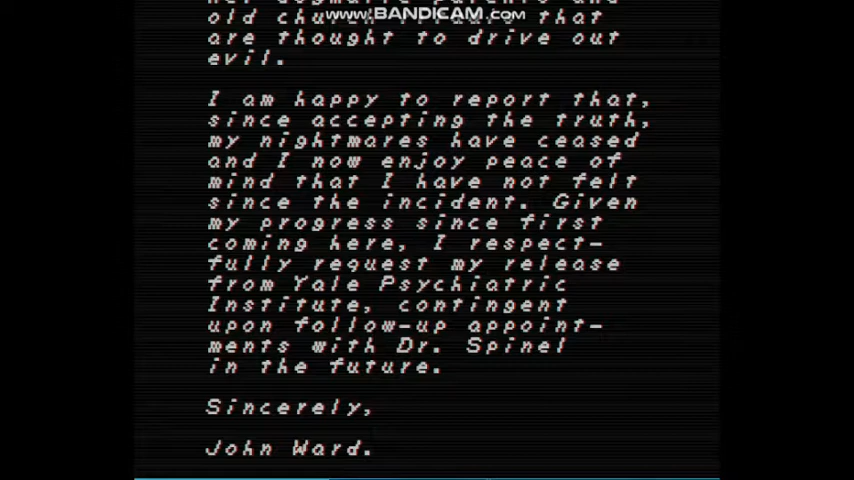 www.BANDICAM.com
old that
are thought to drive out
evil.
I am happy to report that,
since accepting the truth,
my nightmares have ceased
and I now enjoy peace of
mind that I have not felt
since the incident. Given
my progress since first
coming here, I respect-
fully request my release
from Yale Psychiatric
Institute, contingent
upon follow-up appoint-
ments with Dr. Spinel
in the future.
Sincerely,
John Ward.